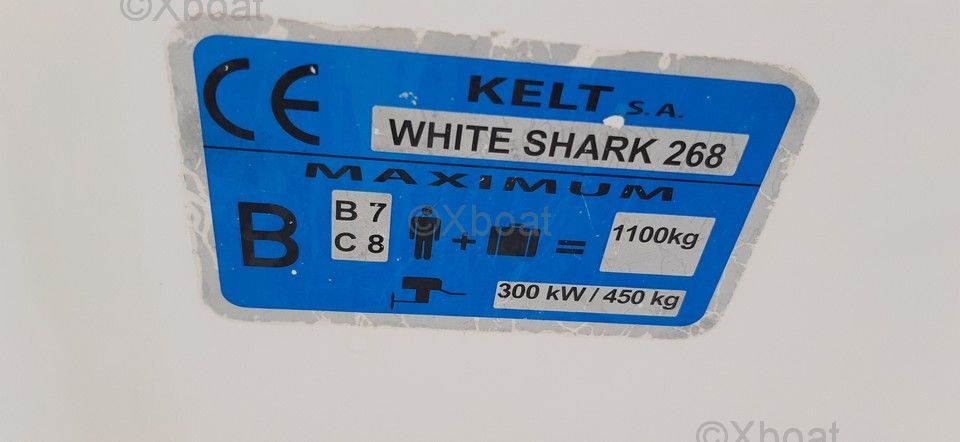 ©Xboat
CE
KELT S.A.
WHITE SHARK 268
MAXIMUM
B
B 7
C 8
+
=
1100kg
©Xboat
300 kW / 450 kg
©Xboat